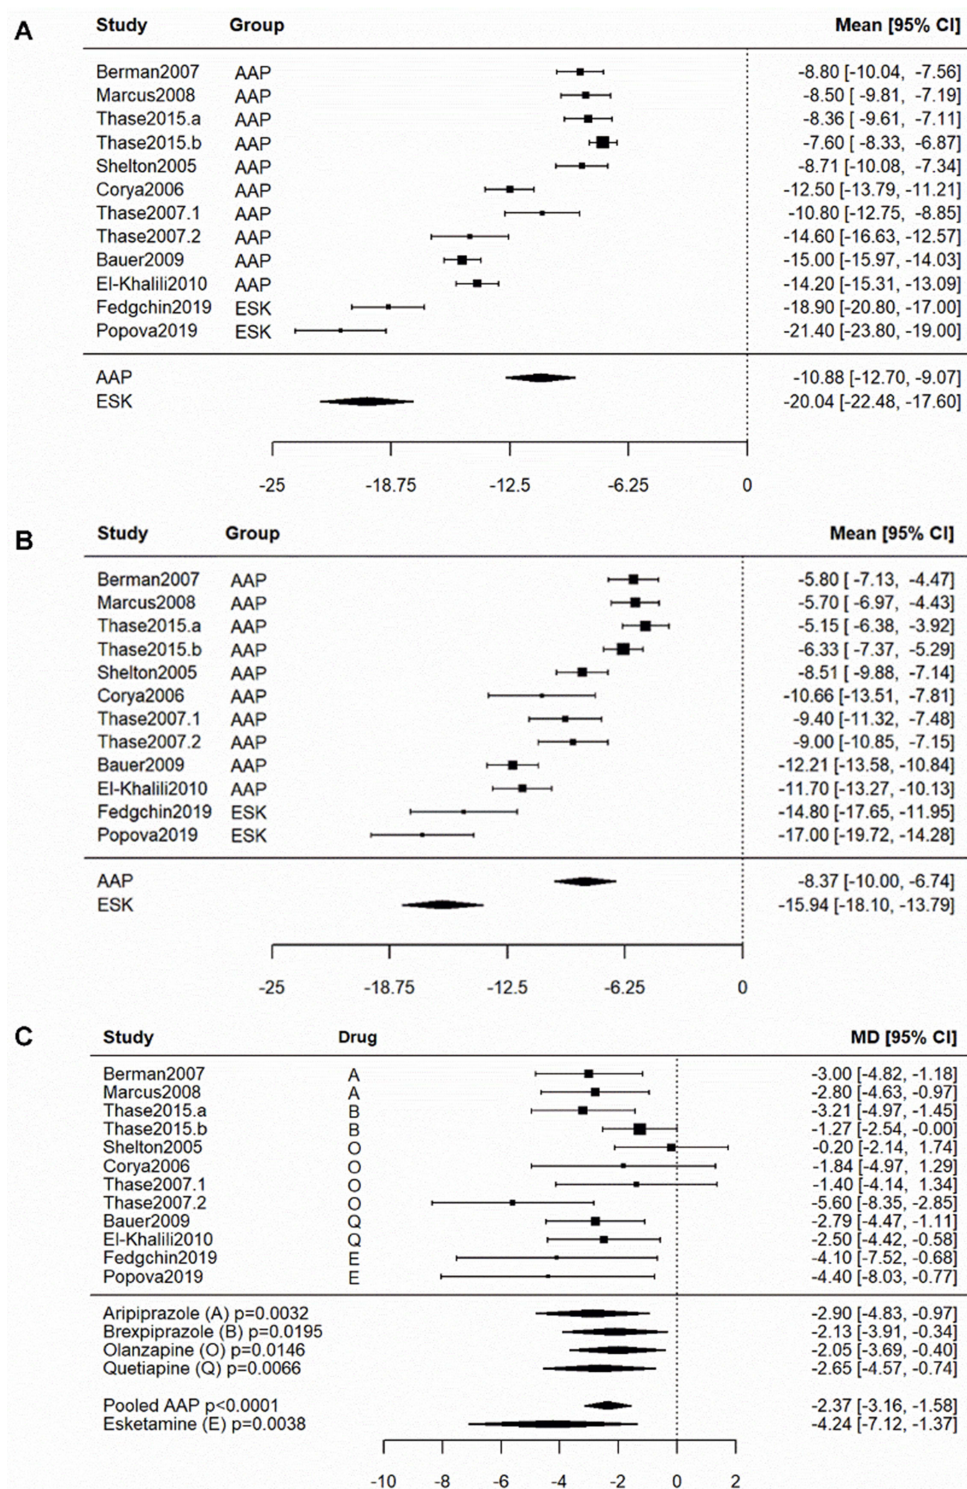 A
Study Group Mean [95% CI]
Berman2007 AAP -8.80 [-10.04, -7.56]
Marcus2008 AAP -8.50 [ -9.81, -7.19]
Thase2015.a AAP -8.36 [ -9.61, -7.11]
Thase2015.b AAP -7.60 [ -8.33, -6.87]
Shelton2005 AAP -8.71 [-10.08, -7.34]
Corya2006 AAP -12.50 [-13.79, -11.21]
Thase2007.1 AAP -10.80 [-12.75, -8.85]
Thase2007.2 AAP -14.60 [-16.63, -12.57]
Bauer2009 AAP -15.00 [-15.97, -14.03]
El-Khalili2010 AAP -14.20 [-15.31, -13.09]
Fedgchin2019 ESK -18.90 [-20.80, -17.00]
Popova2019 ESK -21.40 [-23.80, -19.00]
AAP -10.88 [-12.70, -9.07]
ESK -20.04 [-22.48, -17.60]
-25 -18.75 -12.5 -6.25 0
B
Study Group Mean [95% CI]
Berman2007 AAP -5.80 [ -7.13, -4.47]
Marcus2008 AAP -5.70 [ -6.97, -4.43]
Thase2015.a AAP -5.15 [ -6.38, -3.92]
Thase2015.b AAP -6.33 [ -7.37, -5.29]
Shelton2005 AAP -8.51 [ -9.88, -7.14]
Corya2006 AAP -10.66 [-13.51, -7.81]
Thase2007.1 AAP -9.40 [-11.32, -7.48]
Thase2007.2 AAP -9.00 [-10.85, -7.15]
Bauer2009 AAP -12.21 [-13.58, -10.84]
El-Khalili2010 AAP -11.70 [-13.27, -10.13]
Fedgchin2019 ESK -14.80 [-17.65, -11.95]
Popova2019 ESK -17.00 [-19.72, -14.28]
AAP -8.37 [-10.00, -6.74]
ESK -15.94 [-18.10, -13.79]
-25 -18.75 -12.5 -6.25 0
C
Study Drug MD [95% CI]
Berman2007 A -3.00 [-4.82, -1.18]
Marcus2008 A -2.80 [-4.63, -0.97]
Thase2015.a B -3.21 [-4.97, -1.45]
Thase2015.b B -1.27 [-2.54, -0.00]
Shelton2005 O -0.20 [-2.14, 1.74]
Corya2006 O -1.84 [-4.97, 1.29]
Thase2007.1 O -1.40 [-4.14, 1.34]
Thase2007.2 O -5.60 [-8.35, -2.85]
Bauer2009 Q -2.79 [-4.47, -1.11]
El-Khalili2010 Q -2.50 [-4.42, -0.58]
Fedgchin2019 E -4.10 [-7.52, -0.68]
Popova2019 E -4.40 [-8.03, -0.77]
Aripiprazole (A) p=0.0032 -2.90 [-4.83, -0.97]
Brexpiprazole (B) p=0.0195 -2.13 [-3.91, -0.34]
Olanzapine (O) p=0.0146 -2.05 [-3.69, -0.40]
Quetiapine (Q) p=0.0066 -2.65 [-4.57, -0.74]
Pooled AAP p<0.0001 -2.37 [-3.16, -1.58]
Esketamine (E) p=0.0038 -4.24 [-7.12, -1.37]
-10 -8 -6 -4 -2 0 2